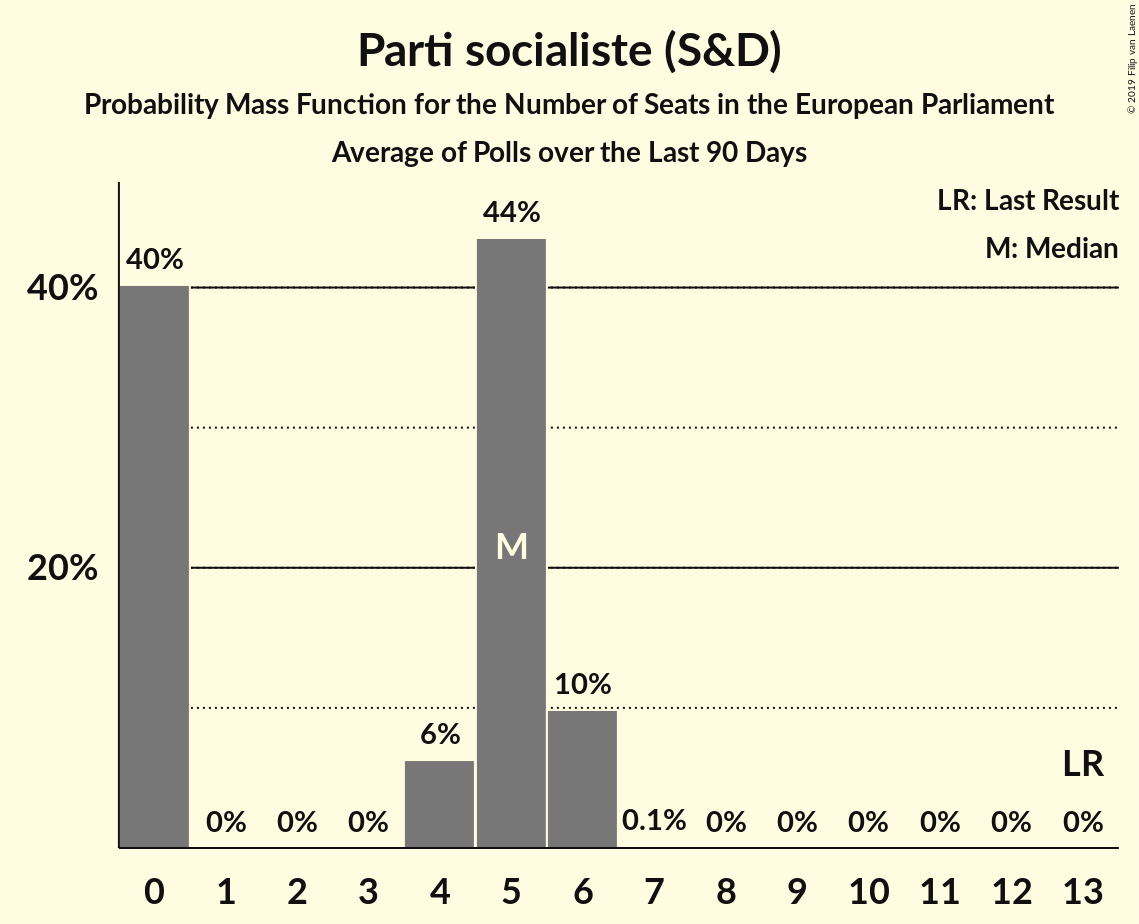 Parti socialiste (S&D)
Probability Mass Function for the Number of Seats in the European Parliament
Average of Polls over the Last 90 Days
© 2019 Filip van Laenen
LR: Last Result
M: Median
44%
40%
40%
M
20%
10%
6%
LR
0% 0% 0% 0.1% 0% 0% 0% 0% 0% 0%
0 1 2 3 4 5 6 7 8 9 10 11 12 13